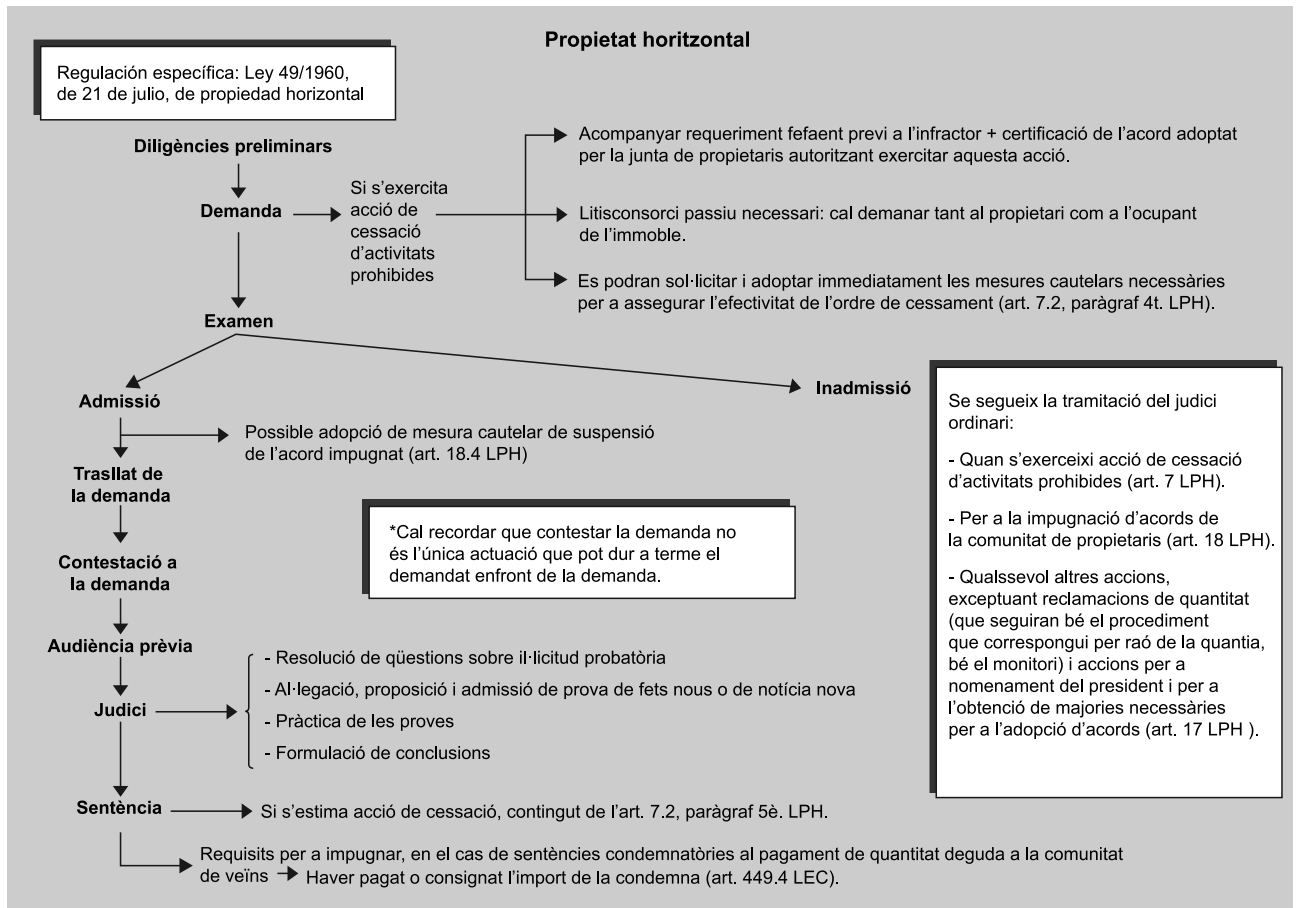 Propietat horitzontal
Regulación específica: Ley 49/1960,
de 21 de julio, de propiedad horizontal
Diligències preliminars
Demanda
Si s’exercita
acció de
cessació
d’activitats
prohibides
Acompanyar requeriment fefaent previ a l’infractor + certificació de l’acord adoptat
per la junta de propietaris autoritzant exercitar aquesta acció.
Litisconsorci passiu necessari: cal demanar tant al propietari com a l’ocupant
de l’immoble.
Es podran sol·licitar i adoptar immediatament les mesures cautelars necessàries
per a assegurar l’efectivitat de l’ordre de cessament (art. 7.2, paràgraf 4t. LPH).
Examen
Admissió
Inadmissió
Possible adopció de mesura cautelar de suspensió
de l’acord impugnat (art. 18.4 LPH)
Trasllat de
la demanda
Contestació a
la demanda
*Cal recordar que contestar la demanda no
és l’única actuació que pot dur a terme el
demandat enfront de la demanda.
Audiència prèvia
Judici
- Resolució de qüestions sobre il·licitud probatòria
- Al·legació, proposició i admissió de prova de fets nous o de notícia nova
- Pràctica de les proves
- Formulació de conclusions
Sentència
Si s’estima acció de cessació, contingut de l’art. 7.2, paràgraf 5è. LPH.
Requisits per a impugnar, en el cas de sentències condemnatòries al pagament de quantitat deguda a la comunitat
de veïns → Haver pagat o consignat l’import de la condemna (art. 449.4 LEC).
Se segueix la tramitació del judici
ordinari:
- Quan s’exerceixi acció de cessació
d’activitats prohibides (art. 7 LPH).
- Per a la impugnació d’acords de
la comunitat de propietaris (art. 18 LPH).
- Qualssevol altres accions,
exceptuant reclamacions de quantitat
(que seguiran bé el procediment
que correspongui per raó de la quantia,
bé el monitori) i accions per a
nomenament del president i per a
l’obtenció de majories necessàries
per a l’adopció d’acords (art. 17 LPH ).